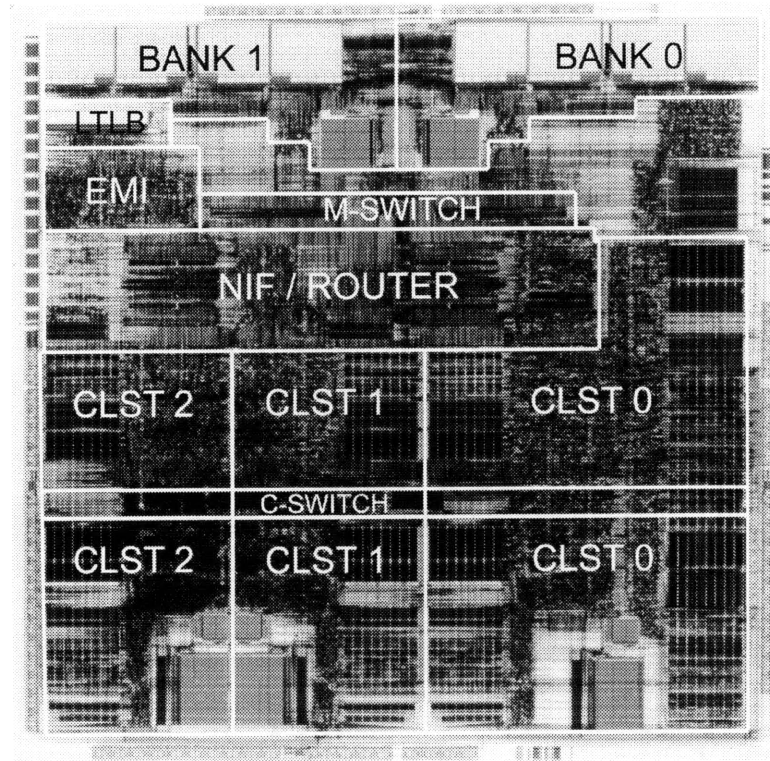 BANK 1 BANK 0
LTLB
EMI
M-SWITCH
NIF / ROUTER
CLST 2 CLST 1 CLST 0
C-SWITCH
CLST 2 CLST 1 CLST 0